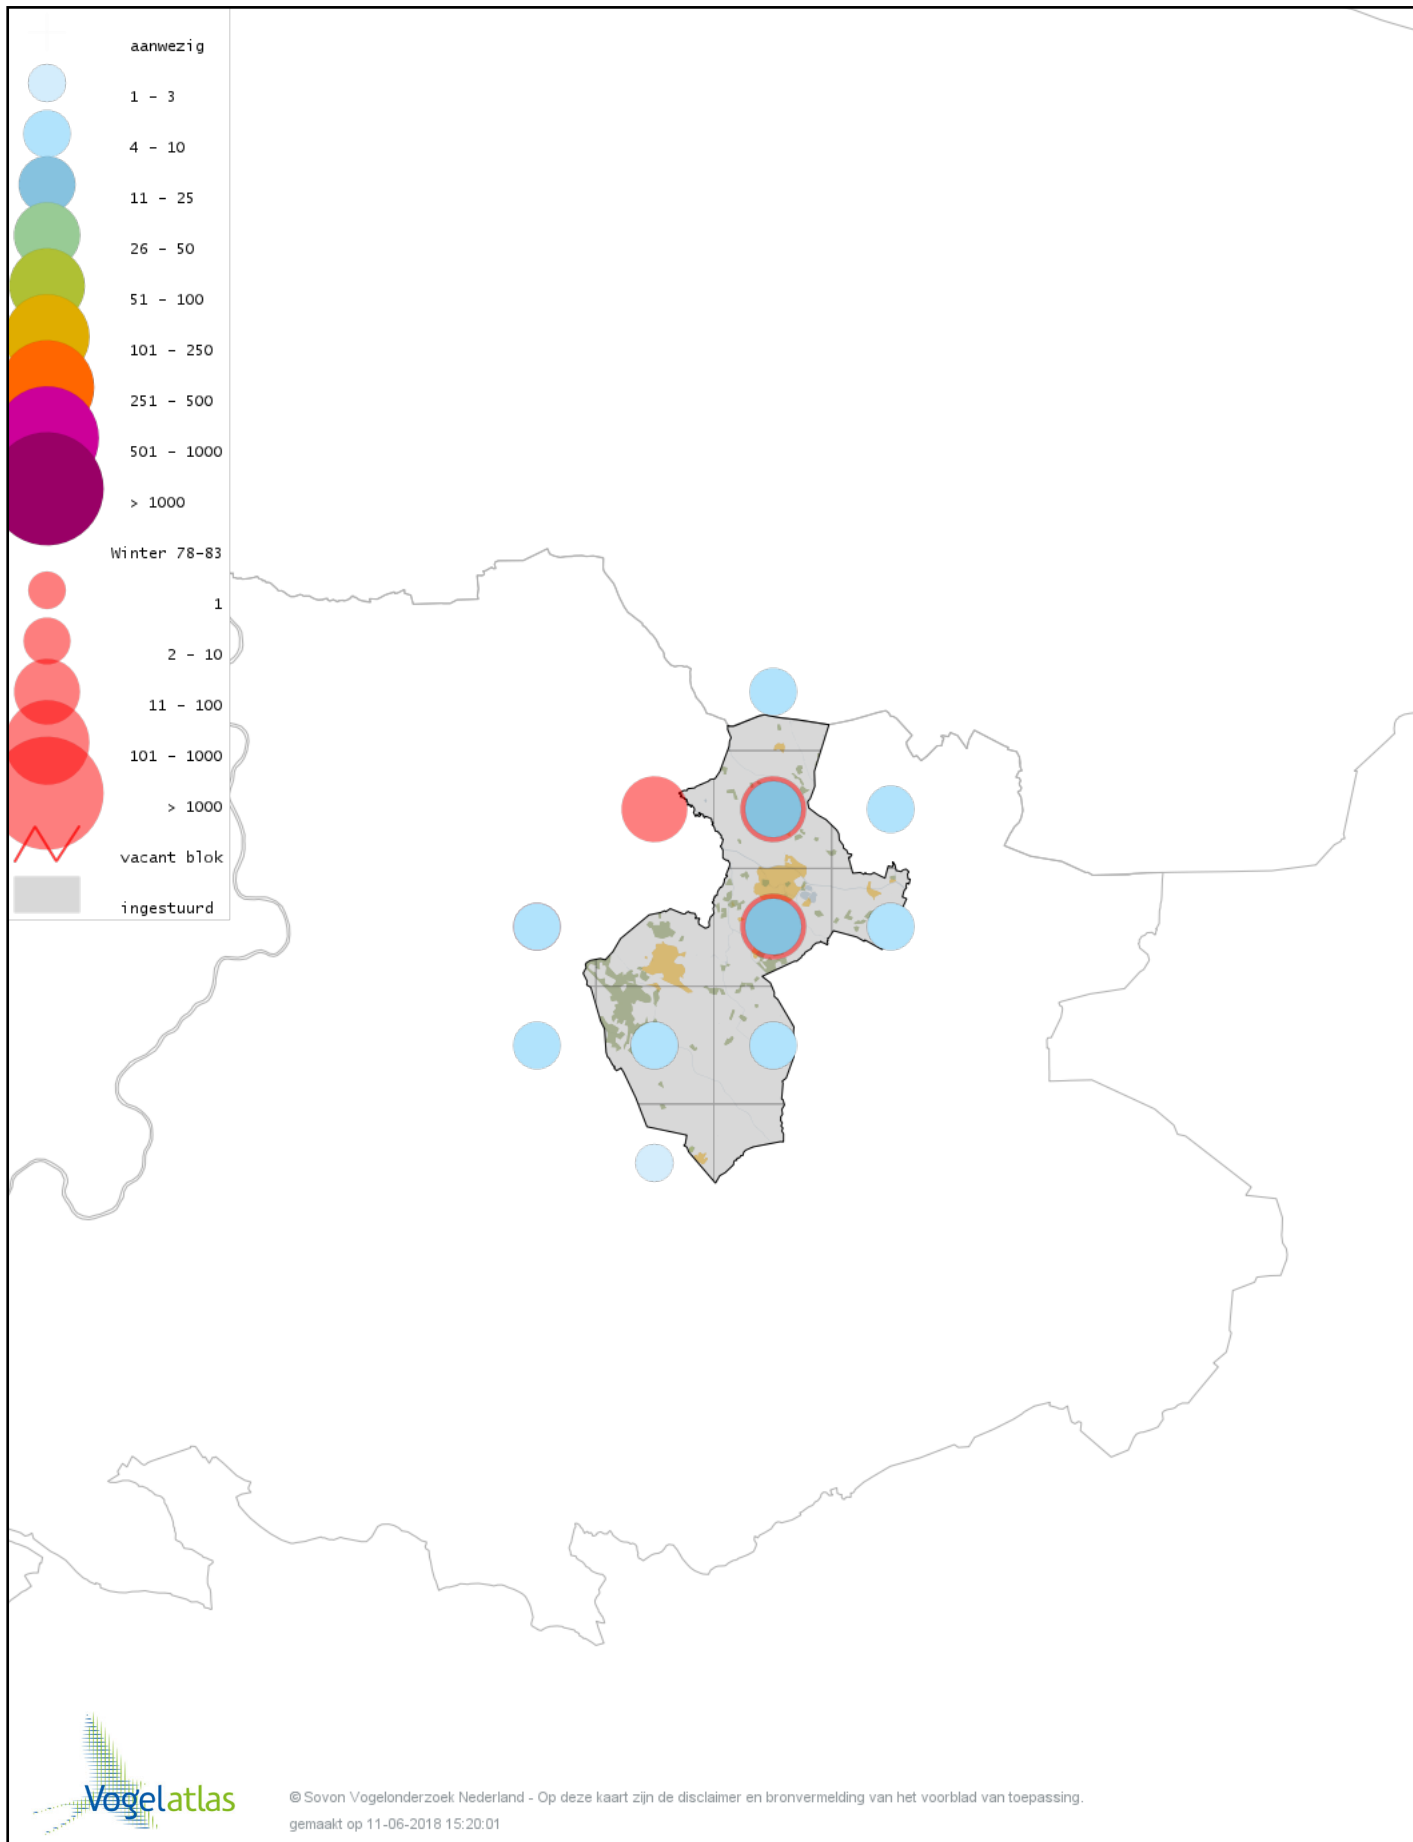 aanwezig
1 - 3
4 - 10
11 - 25
26 - 50
51 - 100
101 - 250
251 - 500
501 - 1000
> 1000
Winter 78-83
1
2 - 10
11 - 100
101 - 1000
> 1000
vacant blok
ingestuurd
Vogelatlas
© Sovon Vogelonderzoek Nederland - Op deze kaart zijn de disclaimer en bronvermelding van het voorblad van toepassing.
gemaakt op 11-06-2018 15:20:01